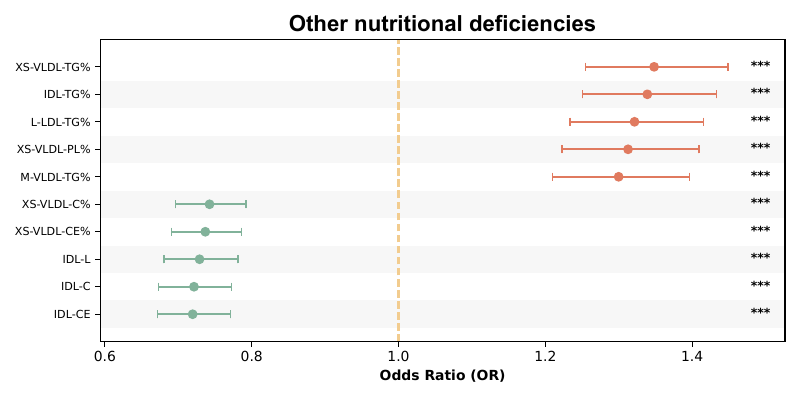 Other nutritional deficiencies
XS-VLDL-TG% ***
IDL-TG% ***
L-LDL-TG% ***
XS-VLDL-PL% ***
M-VLDL-TG% ***
XS-VLDL-C% ***
XS-VLDL-CE% ***
IDL-L ***
IDL-C ***
IDL-CE ***
0.6 0.8 1.0 1.2 1.4
Odds Ratio (OR)